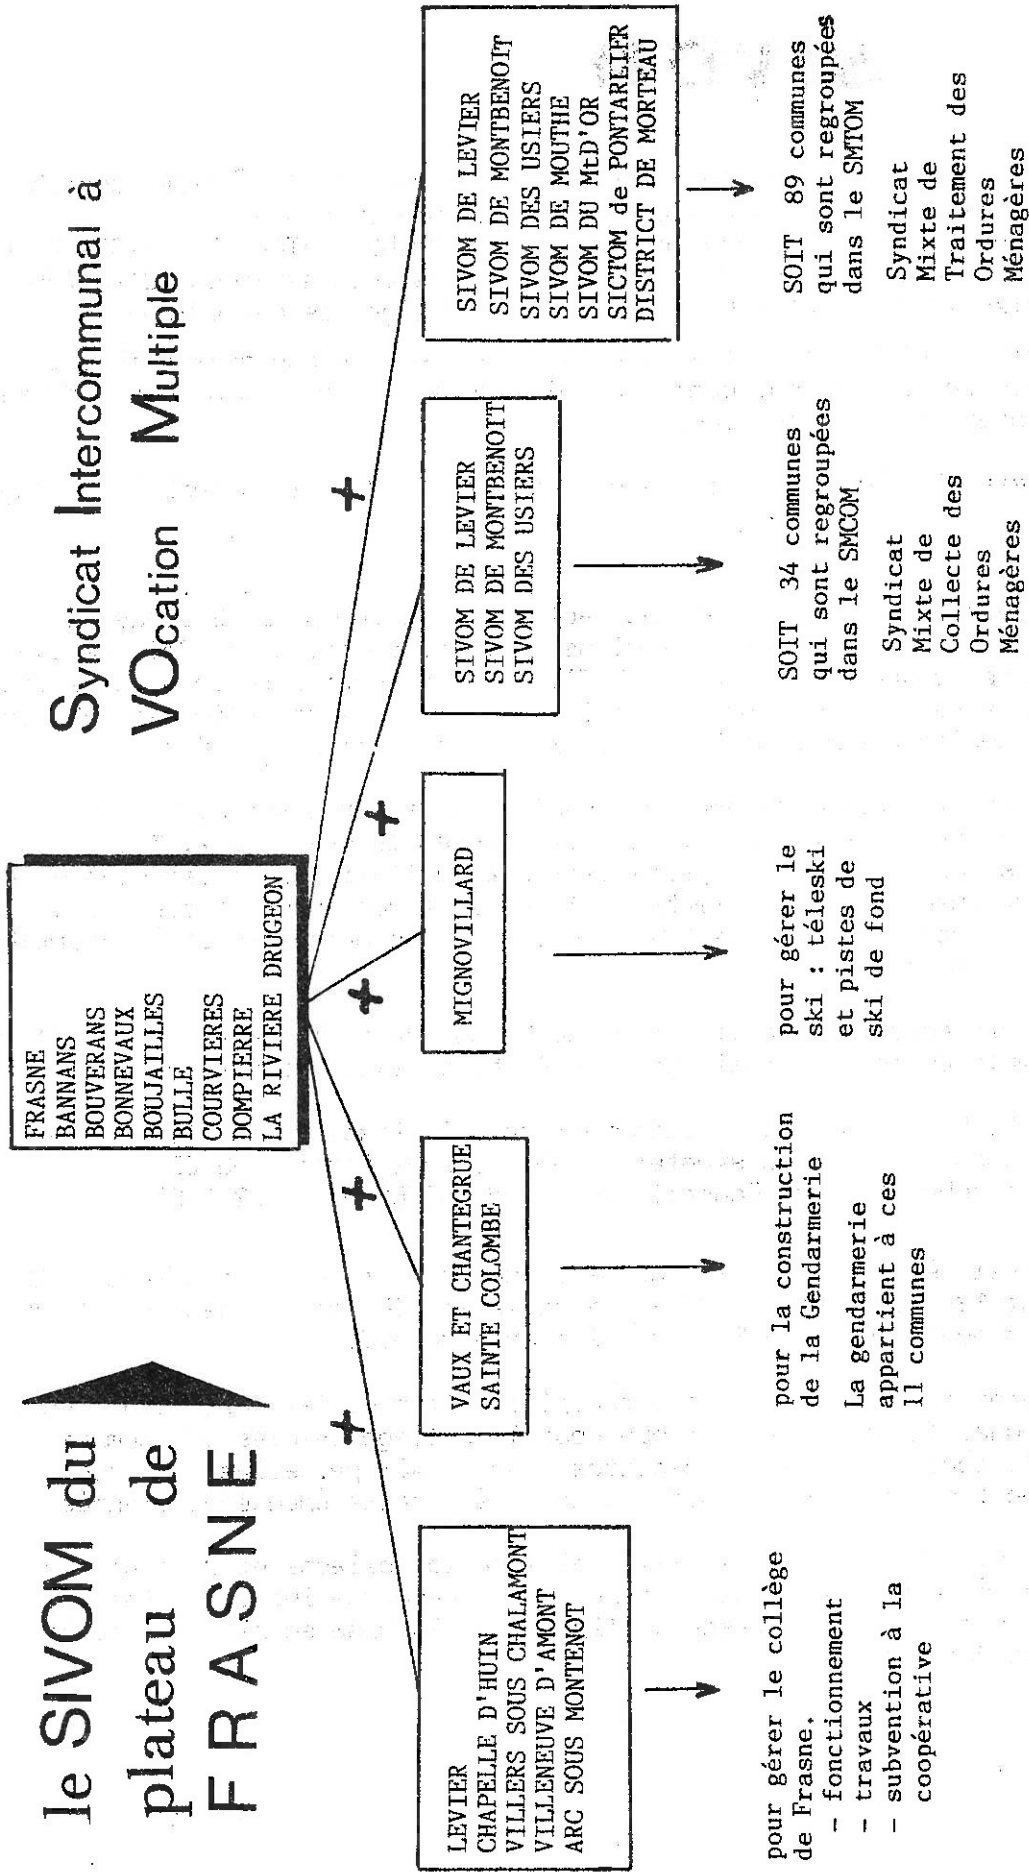 le SIVOM du
plateau de
FRASNE
Syndicat Intercommunal à
VOcation Multiple
FRASNE
BANNANS
BOUVERANS
BONNEVAUX
BOUJAILLES
BULLE
COURVIERES
DOMPIERRE
LA RIVIERE DRUGEON
+
+
+
+
+
LEVIER
CHAPELLE D'HUIN
VILLERS SOUS CHALAMONT
VILLENEUVE D'AMONT
ARC SOUS MONTENOT
pour gérer le collège
de Frasne.
- fonctionnement
- travaux
- subvention à la
coopérative
VAUX ET CHANTEGRUE
SAINTE COLOMBE
pour la construction
de la Gendarmerie
La gendarmerie
appartient à ces
11 communes
MIGNOVILLARD
pour gérer le
ski : téleski
et pistes de
ski de fond
SIVOM DE LEVIER
SIVOM DE MONTBENOIT
SIVOM DES USIERS
SOIT 34 communes
qui sont regroupées
dans le SMCOM
Syndicat
Mixte de
Collecte des
Ordures
Ménagères
SIVOM DE LEVIER
SIVOM DE MONTBENOIT
SIVOM DES USIERS
SIVOM DE MOUTHE
SIVOM DU MtD'OR
SICTOM de PONTARLIER
DISTRICT DE MORTEAU
SOIT 89 communes
qui sont regroupées
dans le SMTOM
Syndicat
Mixte de
Traitement des
Ordures
Ménagères